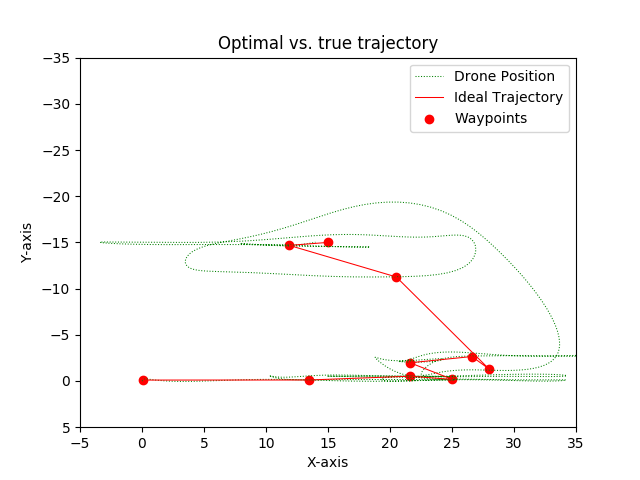 Optimal vs. true trajectory
−35
−30
−25
−20
−15
−10
−5
0
5
Y-axis
Drone Position
Ideal Trajectory
Waypoints
−5 0 5 10 15 20 25 30 35
X-axis